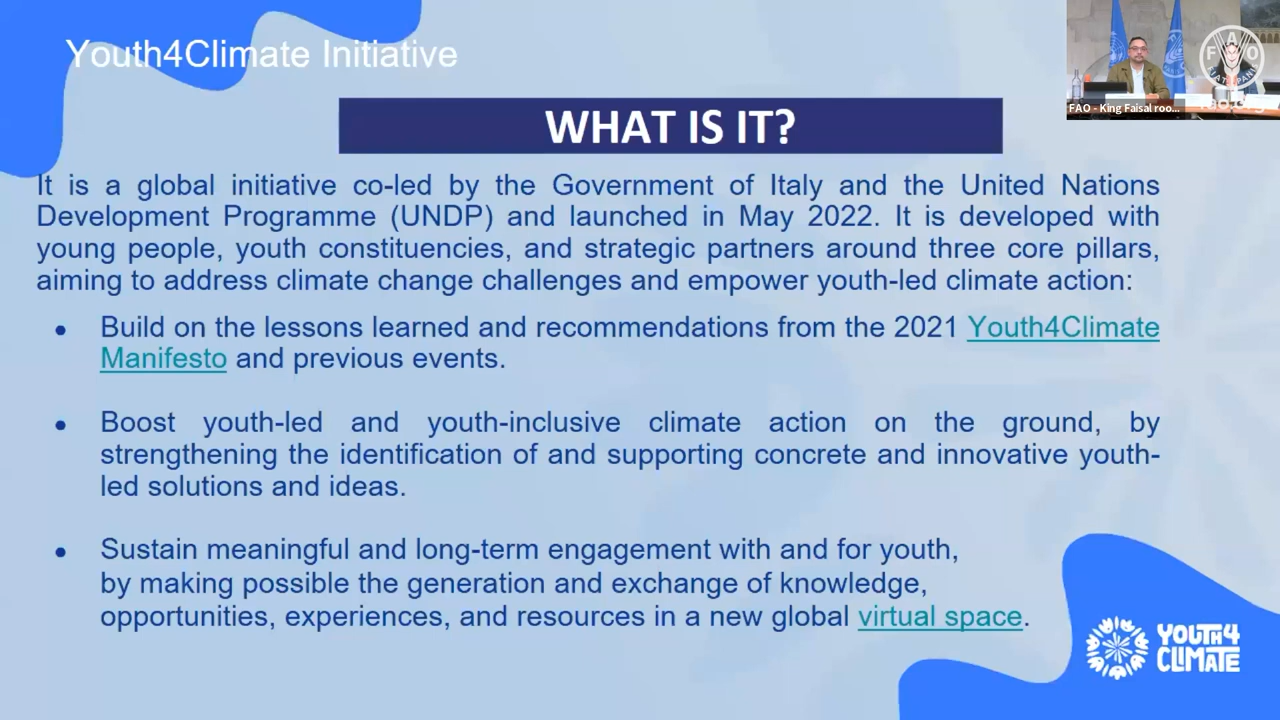 Youth4Climate Initiative
WHAT IS IT?
It is a global initiative co-led by the Government of Italy and the United Nations
Development Programme (UNDP) and launched in May 2022. It is developed with
young people, youth constituencies, and strategic partners around three core pillars,
aiming to address climate change challenges and empower youth-led climate action:
• Build on the lessons learned and recommendations from the 2021 Youth4Climate
Manifesto and previous events.
• Boost youth-led and youth-inclusive climate action on the ground, by
strengthening the identification of and supporting concrete and innovative youth-
led solutions and ideas.
• Sustain meaningful and long-term engagement with and for youth,
by making possible the generation and exchange of knowledge,
opportunities, experiences, and resources in a new global virtual space.
FAO - King Faisal roo...
YOUTH4
CLIMATE